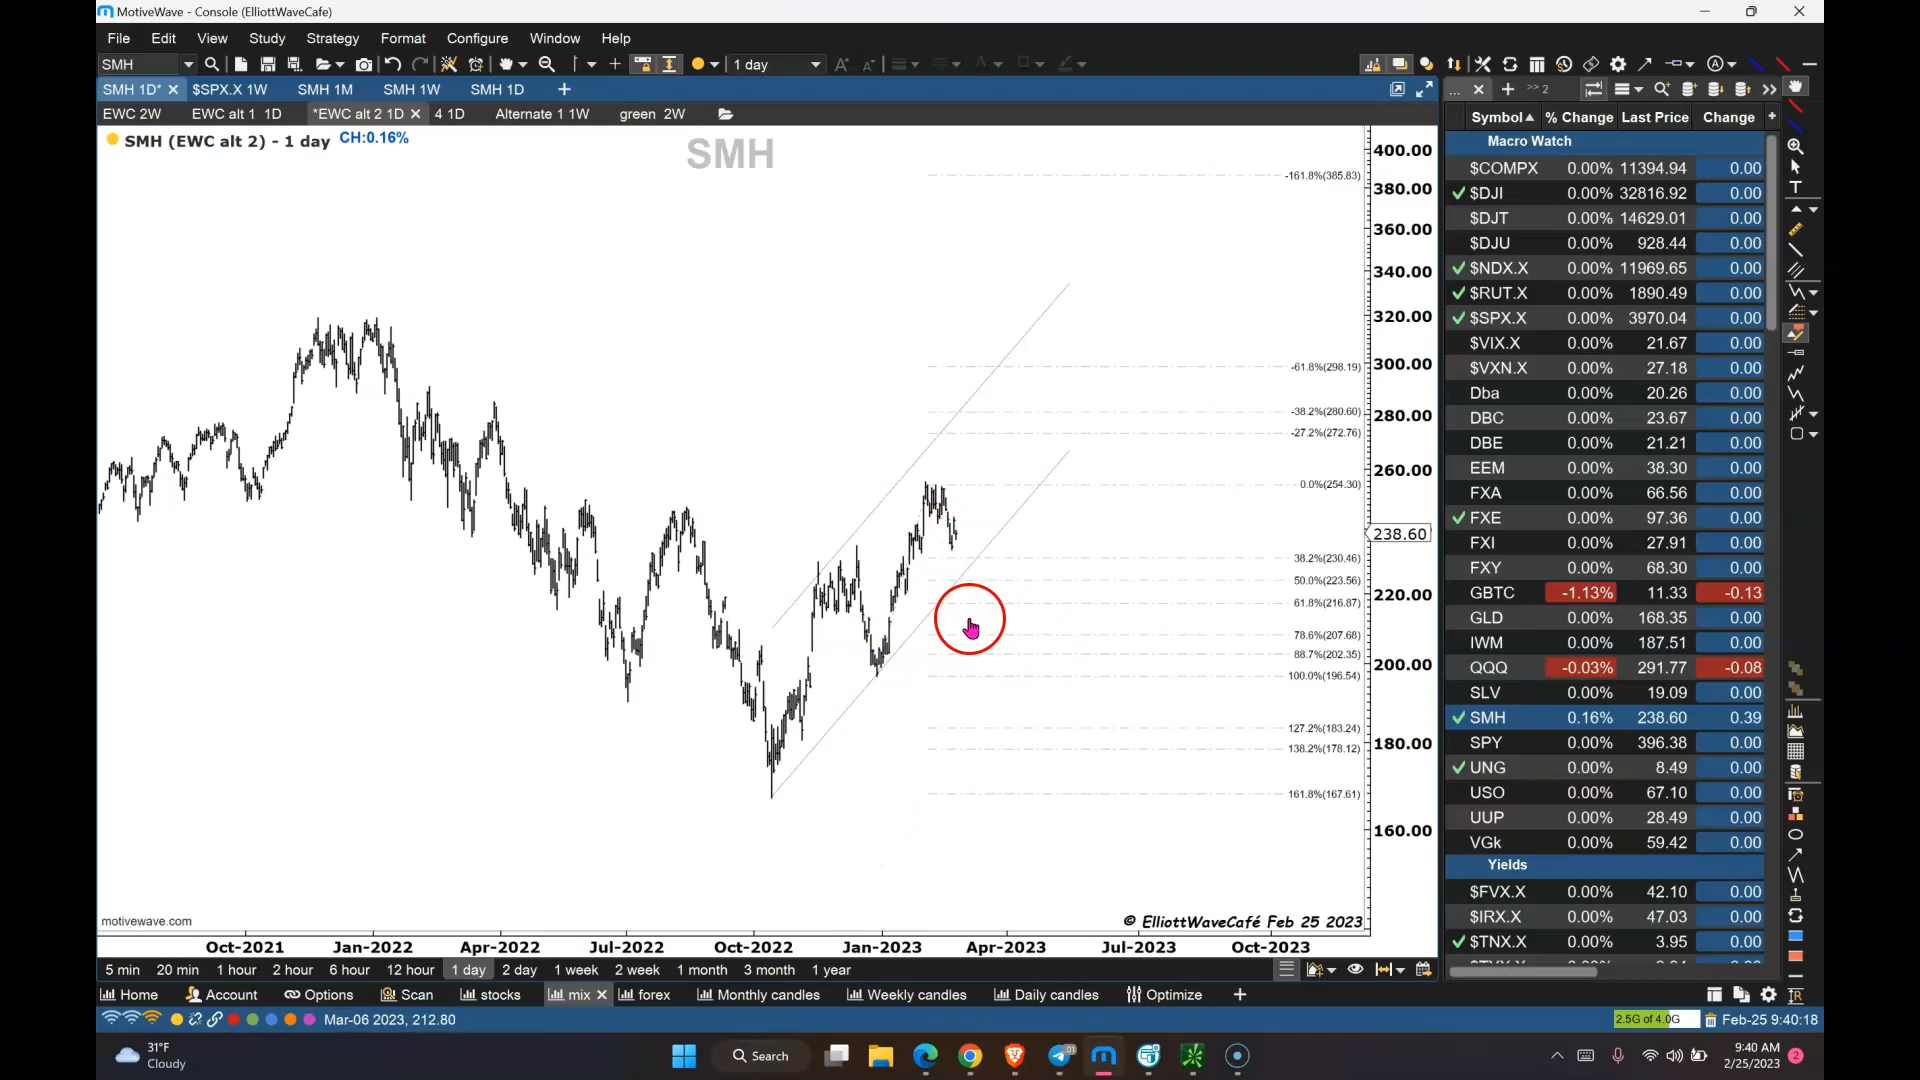 MotiveWave - Console (ElliottWaveCafe)
File Edit View Study Strategy Format Configure Window Help
SMH 1 day
SMH 1D* $SPX.X 1W SMH 1M SMH 1W SMH 1D
... >> 2
EWC 2W EWC alt 1 1D *EWC alt 2 1D 4 1D Alternate 1 1W green 2W
SMH (EWC alt 2) - 1 day CH:0.16%
SMH
400.00
380.00
360.00
340.00
320.00
300.00
280.00
260.00
238.60
220.00
200.00
180.00
160.00
-161.8%(385.83)
-61.8%(298.19)
-38.2%(280.60)
-27.2%(272.76)
0.0%(254.30)
38.2%(230.46)
50.0%(223.56)
61.8%(216.87)
78.6%(207.68)
88.7%(202.35)
100.0%(196.54)
127.2%(183.24)
138.2%(178.12)
161.8%(167.61)
motivewave.com
© ElliottWaveCafé Feb 25 2023
Oct-2021 Jan-2022 Apr-2022 Jul-2022 Oct-2022 Jan-2023 Apr-2023 Jul-2023 Oct-2023
Symbol % Change Last Price Change
Macro Watch
$COMPX 0.00% 11394.94 0.00
$DJI 0.00% 32816.92 0.00
$DJT 0.00% 14629.01 0.00
$DJU 0.00% 928.44 0.00
$NDX.X 0.00% 11969.65 0.00
$RUT.X 0.00% 1890.49 0.00
$SPX.X 0.00% 3970.04 0.00
$VIX.X 0.00% 21.67 0.00
$VXN.X 0.00% 27.18 0.00
Dba 0.00% 20.26 0.00
DBC 0.00% 23.67 0.00
DBE 0.00% 21.21 0.00
EEM 0.00% 38.30 0.00
FXA 0.00% 66.56 0.00
FXE 0.00% 97.36 0.00
FXI 0.00% 27.91 0.00
FXY 0.00% 68.30 0.00
GBTC -1.13% 11.33 -0.13
GLD 0.00% 168.35 0.00
IWM 0.00% 187.51 0.00
QQQ -0.03% 291.77 -0.08
SLV 0.00% 19.09 0.00
SMH 0.16% 238.60 0.39
SPY 0.00% 396.38 0.00
UNG 0.00% 8.49 0.00
USO 0.00% 67.10 0.00
UUP 0.00% 28.49 0.00
VGk 0.00% 59.42 0.00
Yields
$FVX.X 0.00% 42.10 0.00
$IRX.X 0.00% 47.03 0.00
$TNX.X 0.00% 3.95 0.00
5 min 20 min 1 hour 2 hour 6 hour 12 hour 1 day 2 day 1 week 2 week 1 month 3 month 1 year
Home Account Options Scan stocks mix forex Monthly candles Weekly candles Daily candles Optimize
Mar-06 2023, 212.80
2.5G of 4.0G Feb-25 9:40:18
31°F
Cloudy
Search
9:40 AM
2/25/2023
2